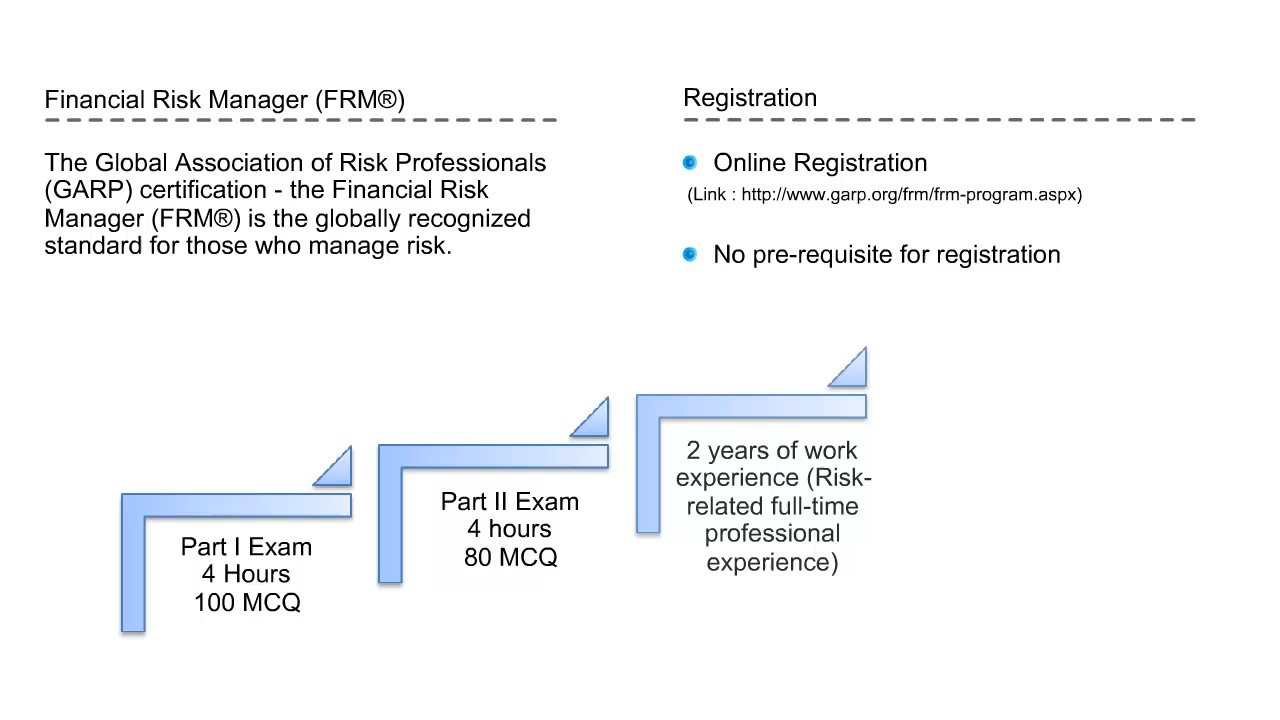 Financial Risk Manager (FRM®)
The Global Association of Risk Professionals
(GARP) certification - the Financial Risk
Manager (FRM®) is the globally recognized
standard for those who manage risk.
Registration
Online Registration
(Link : http://www.garp.org/frm/frm-program.aspx)
No pre-requisite for registration
Part I Exam
4 Hours
100 MCQ
Part II Exam
4 hours
80 MCQ
2 years of work
experience (Risk-
related full-time
professional
experience)